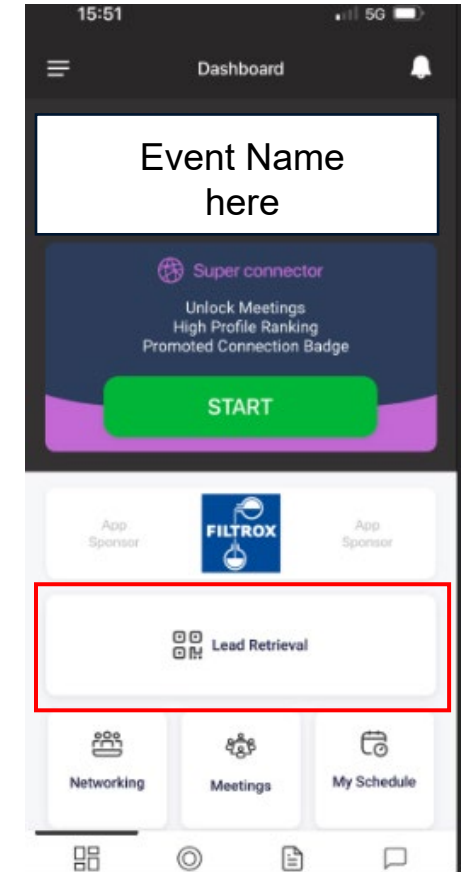 15:51
5G
Dashboard
Event Name
here
Super connector
Unlock Meetings
High Profile Ranking
Promoted Connection Badge
START
App
Sponsor
FILTROX
App
Sponsor
Lead Retrieval
Networking
Meetings
My Schedule